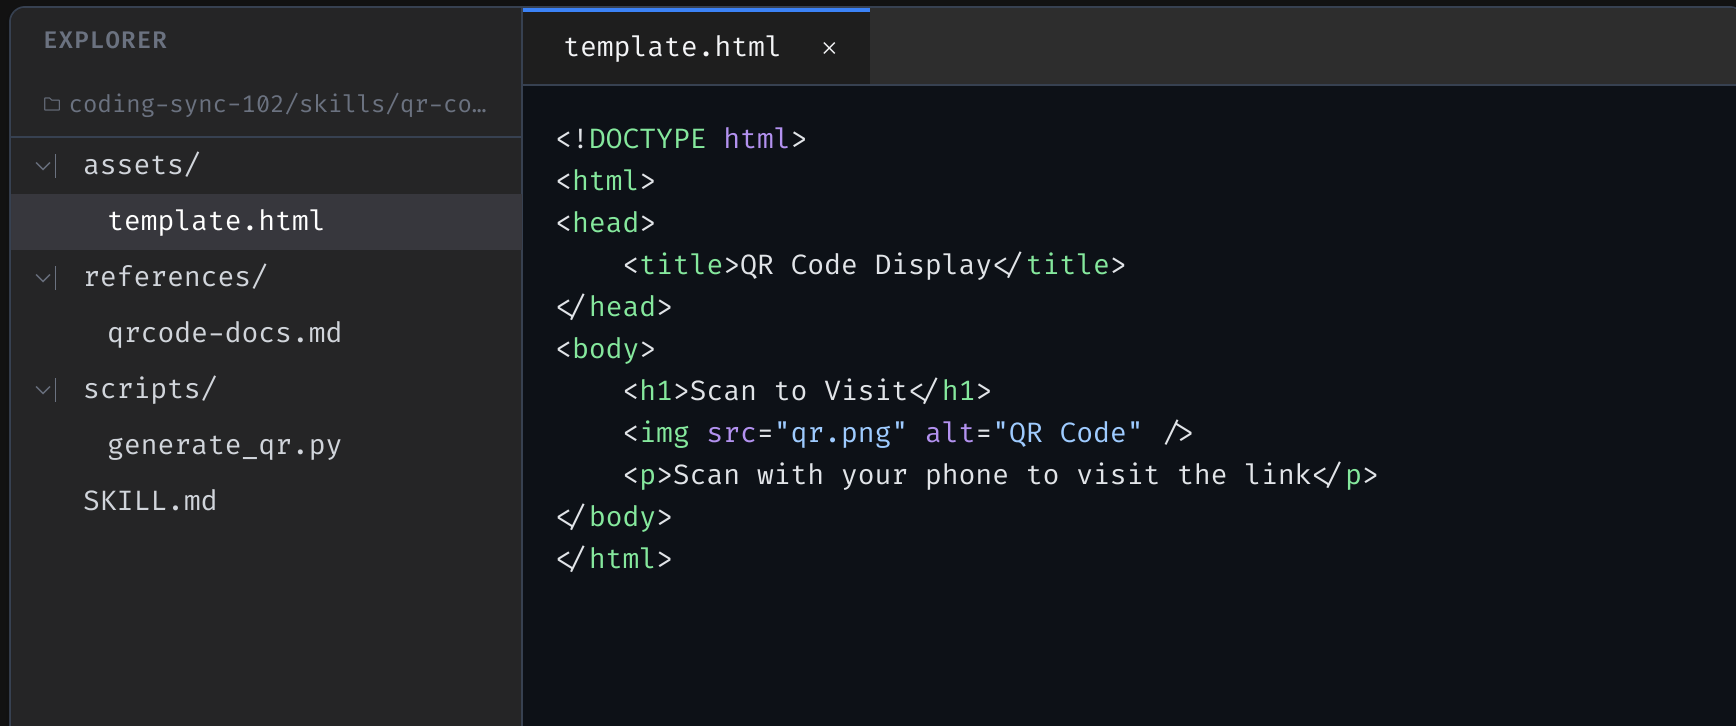 EXPLORER
coding-sync-102/skills/qr-co…
assets/
template.html
references/
qrcode-docs.md
scripts/
generate_qr.py
SKILL.md
template.html ×
<!DOCTYPE html>
<html>
<head>
    <title>QR Code Display</title>
</head>
<body>
    <h1>Scan to Visit</h1>
    <img src="qr.png" alt="QR Code" />
    <p>Scan with your phone to visit the link</p>
</body>
</html>